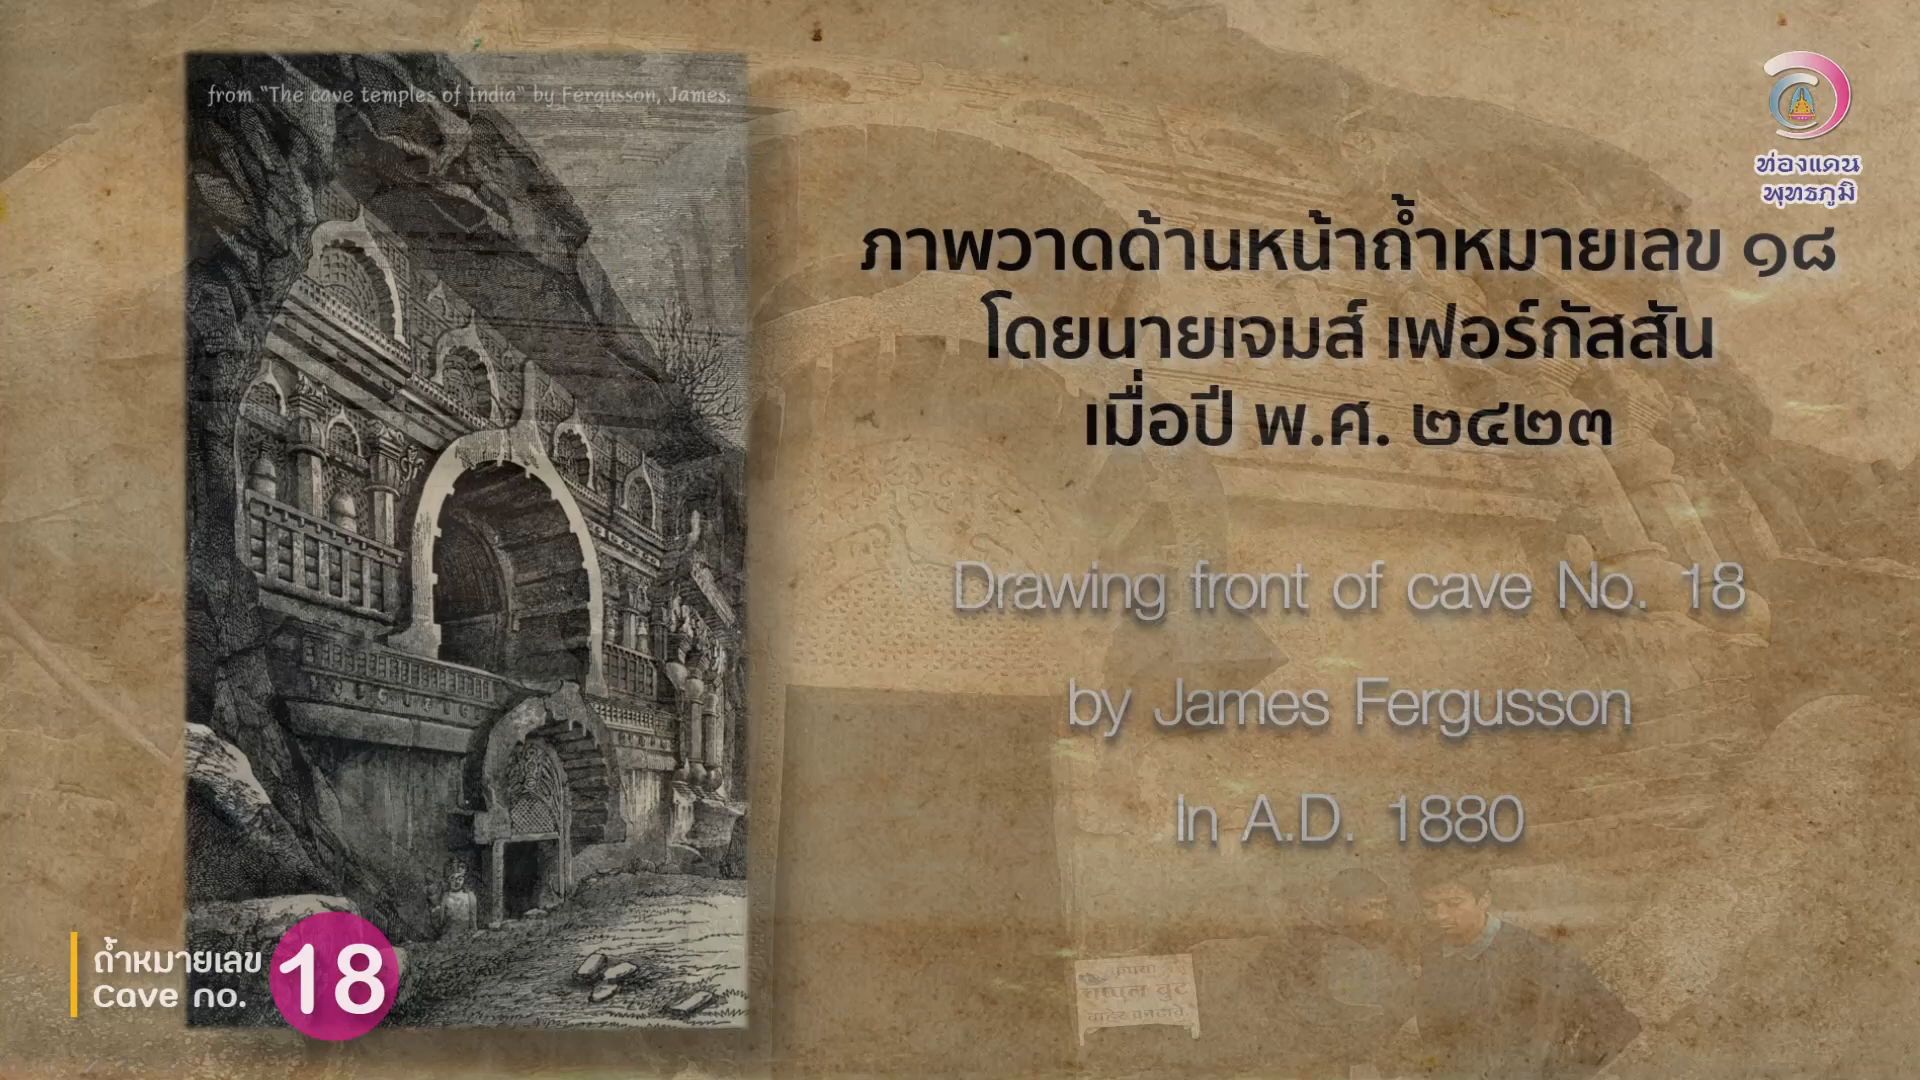 from "The cave temples of India" by Fergusson, James.
ท่องแดน
พุทธภูมิ
ภาพวาดด้านหน้าถ้ำหมายเลข ๑๘
โดยนายเจมส์ เฟอร์กัสสัน
เมื่อปี พ.ศ. ๒๔๒๓
Drawing front of cave No. 18
by James Fergusson
In A.D. 1880
ถ้ำหมายเลข
Cave no.
18